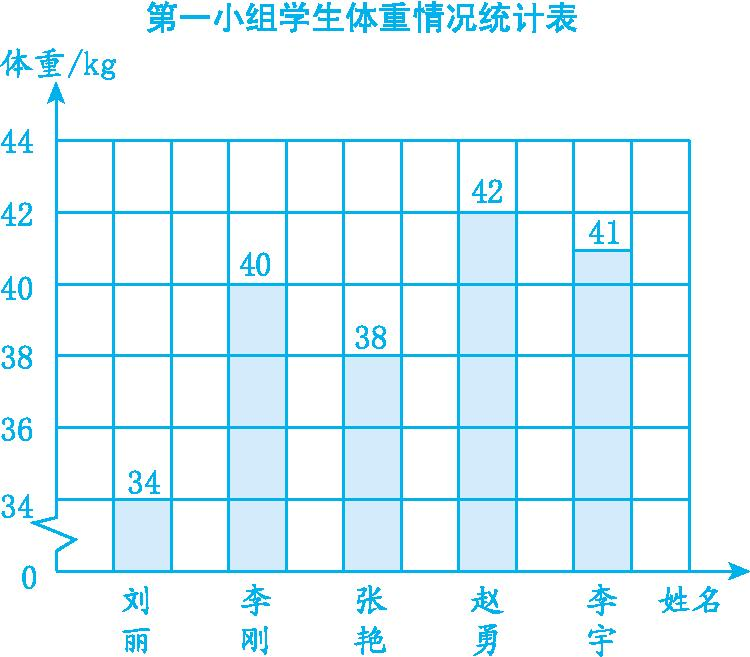 第一小组学生体重情况统计表
体重/kg
44
42
40
38
36
34
0
34
40
38
42
41
刘丽
李刚
张艳
赵勇
李宇
姓名